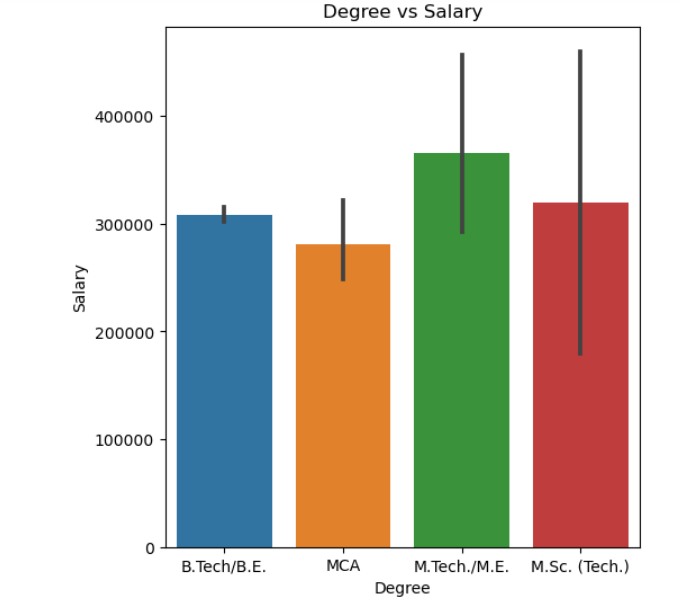 Degree vs Salary
400000
300000
200000
100000
0
Salary
B.Tech/B.E. MCA M.Tech./M.E. M.Sc. (Tech.)
Degree